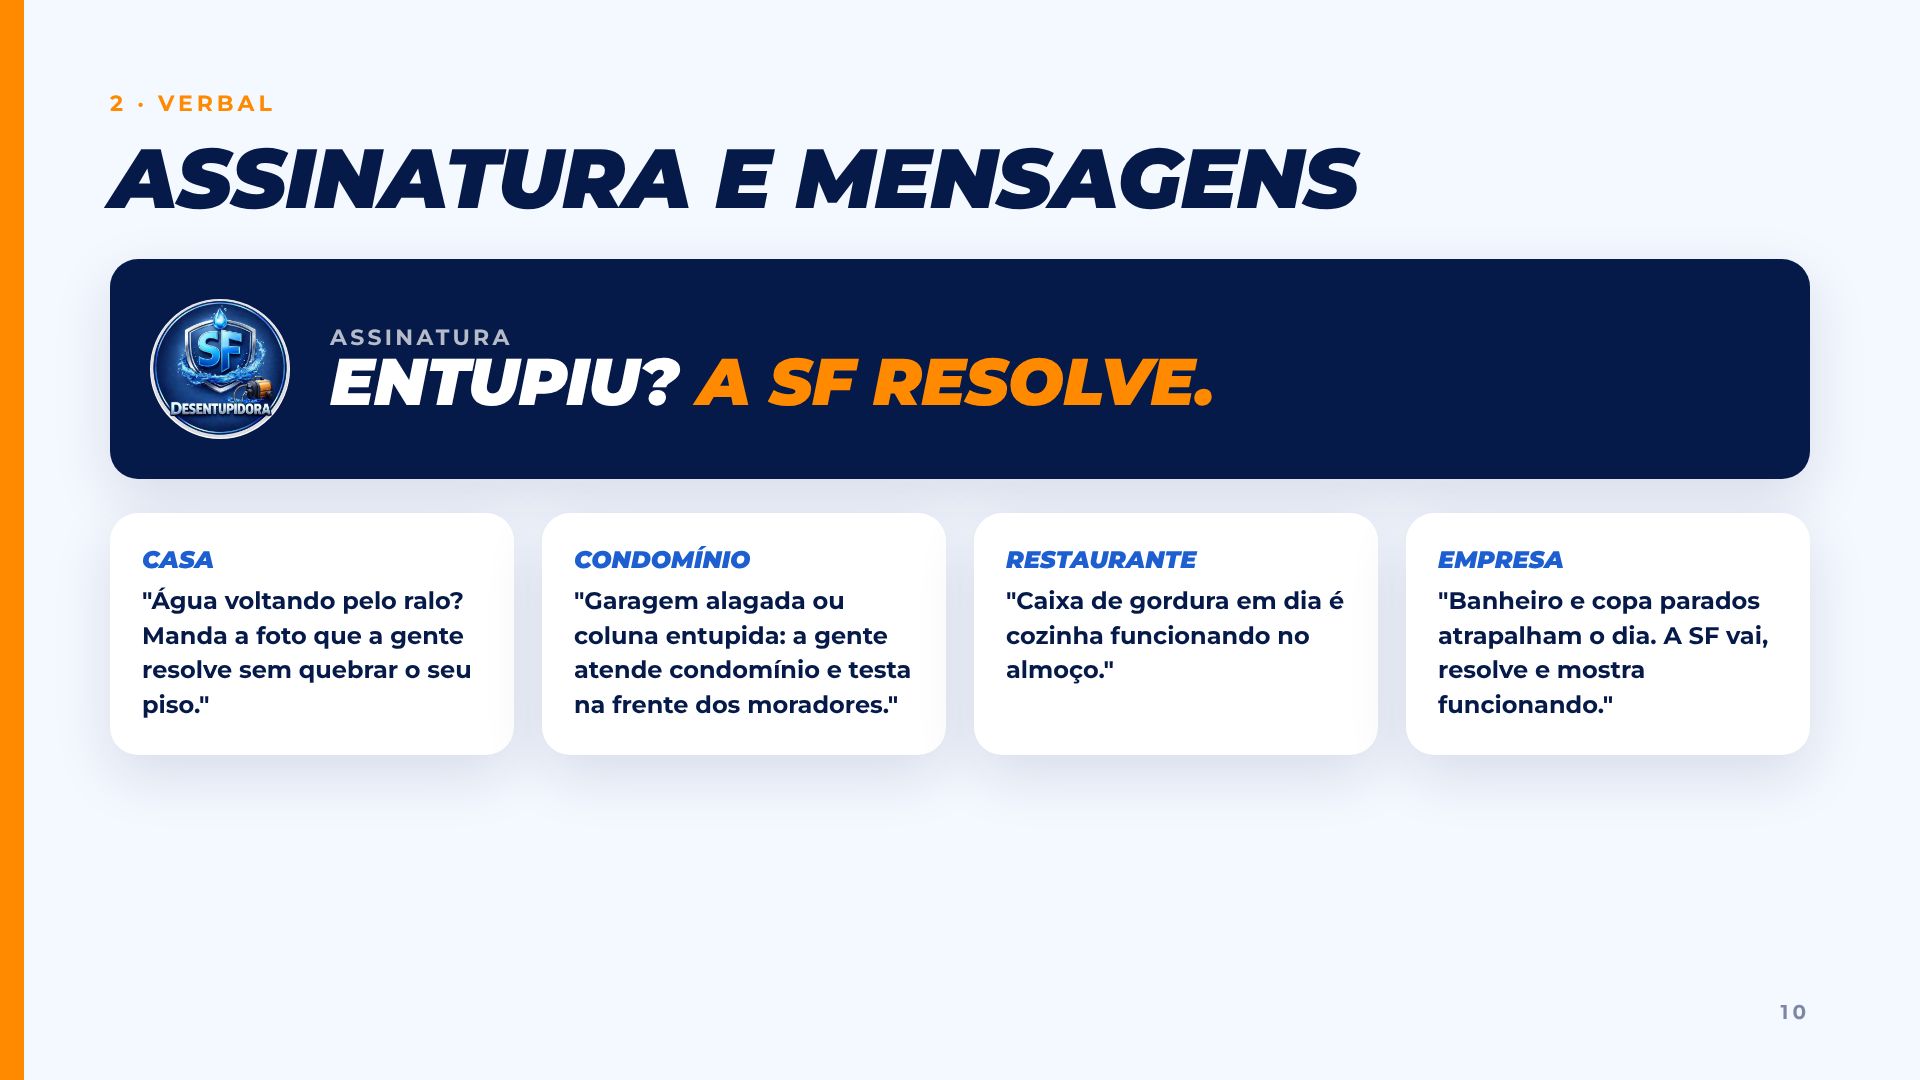 2 · VERBAL
ASSINATURA E MENSAGENS
SF
DESENTUPIDORA
ASSINATURA
ENTUPIU? A SF RESOLVE.
CASA
"Água voltando pelo ralo?
Manda a foto que a gente
resolve sem quebrar o seu
piso."
CONDOMÍNIO
"Garagem alagada ou
coluna entupida: a gente
atende condomínio e testa
na frente dos moradores."
RESTAURANTE
"Caixa de gordura em dia é
cozinha funcionando no
almoço."
EMPRESA
"Banheiro e copa parados
atrapalham o dia. A SF vai,
resolve e mostra
funcionando."
10